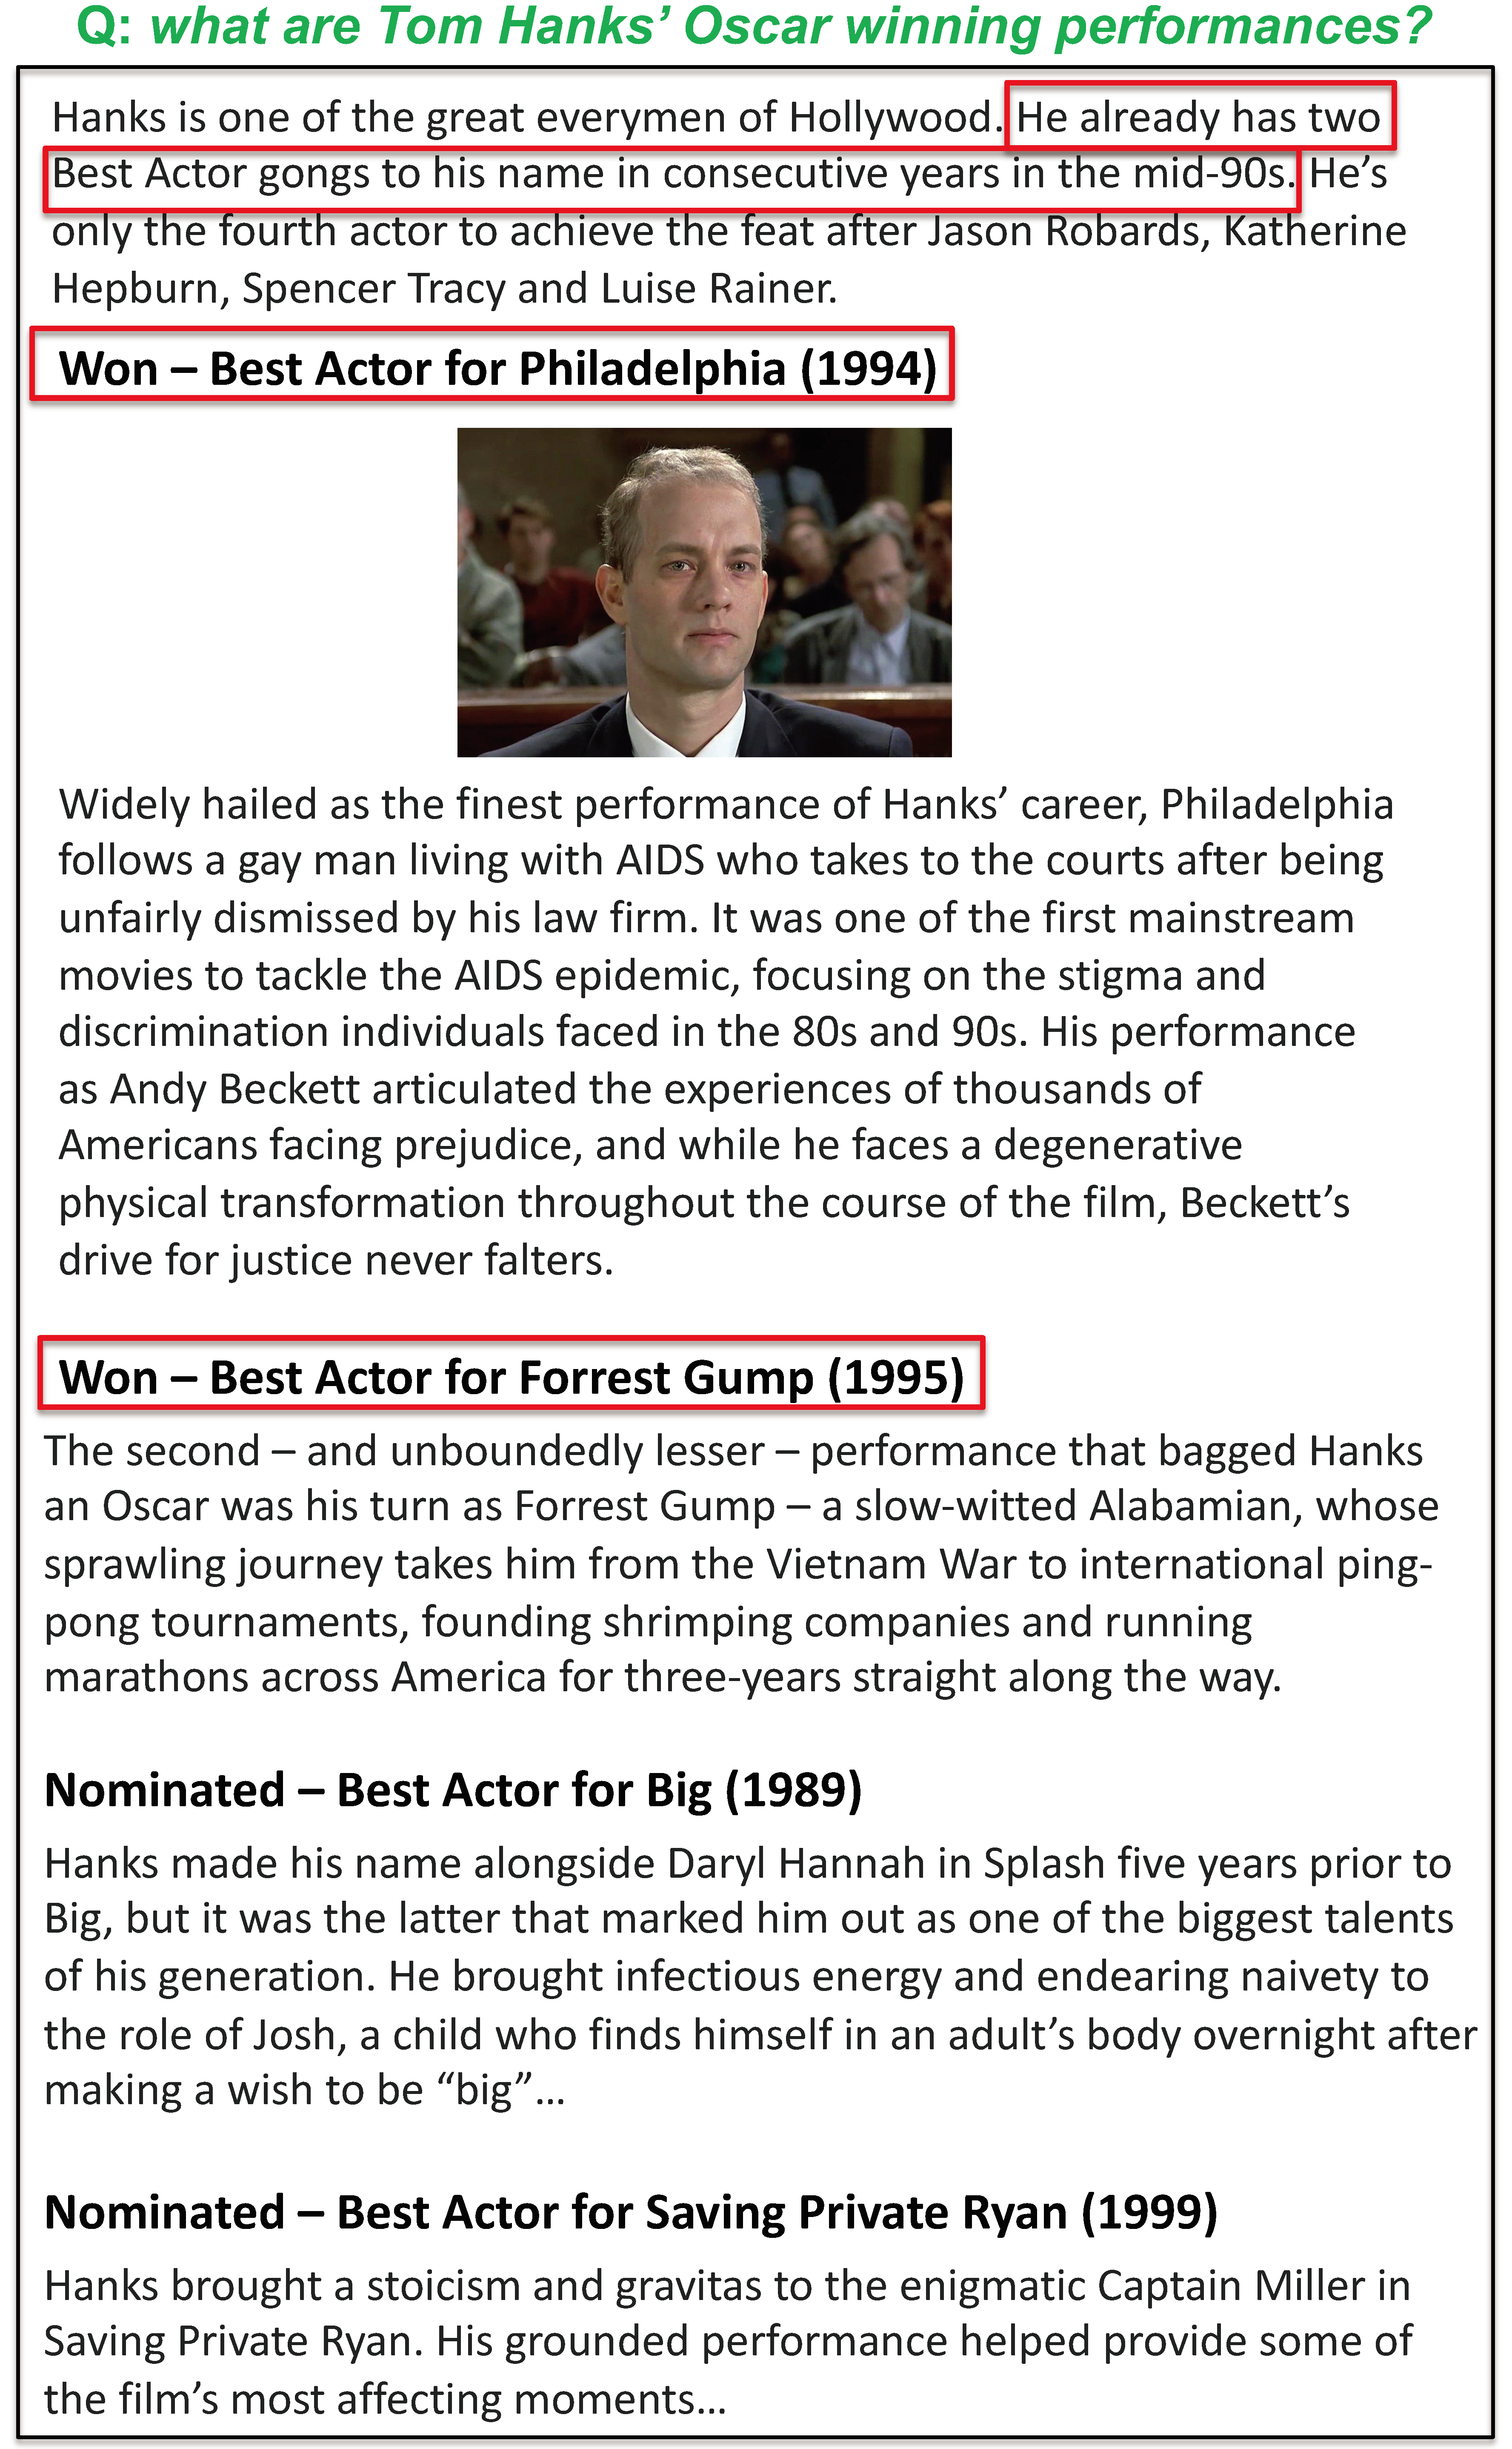 Q: what are Tom Hanks’ Oscar winning performances?
Hanks is one of the great everymen of Hollywood. He already has two
Best Actor gongs to his name in consecutive years in the mid-90s. He’s
only the fourth actor to achieve the feat after Jason Robards, Katherine
Hepburn, Spencer Tracy and Luise Rainer.
Won – Best Actor for Philadelphia (1994)
Widely hailed as the finest performance of Hanks’ career, Philadelphia
follows a gay man living with AIDS who takes to the courts after being
unfairly dismissed by his law firm. It was one of the first mainstream
movies to tackle the AIDS epidemic, focusing on the stigma and
discrimination individuals faced in the 80s and 90s. His performance
as Andy Beckett articulated the experiences of thousands of
Americans facing prejudice, and while he faces a degenerative
physical transformation throughout the course of the film, Beckett’s
drive for justice never falters.
Won – Best Actor for Forrest Gump (1995)
The second – and unboundedly lesser – performance that bagged Hanks
an Oscar was his turn as Forrest Gump – a slow-witted Alabamian, whose
sprawling journey takes him from the Vietnam War to international ping-
pong tournaments, founding shrimping companies and running
marathons across America for three-years straight along the way.
Nominated – Best Actor for Big (1989)
Hanks made his name alongside Daryl Hannah in Splash five years prior to
Big, but it was the latter that marked him out as one of the biggest talents
of his generation. He brought infectious energy and endearing naivety to
the role of Josh, a child who finds himself in an adult’s body overnight after
making a wish to be “big”…
Nominated – Best Actor for Saving Private Ryan (1999)
Hanks brought a stoicism and gravitas to the enigmatic Captain Miller in
Saving Private Ryan. His grounded performance helped provide some of
the film’s most affecting moments…